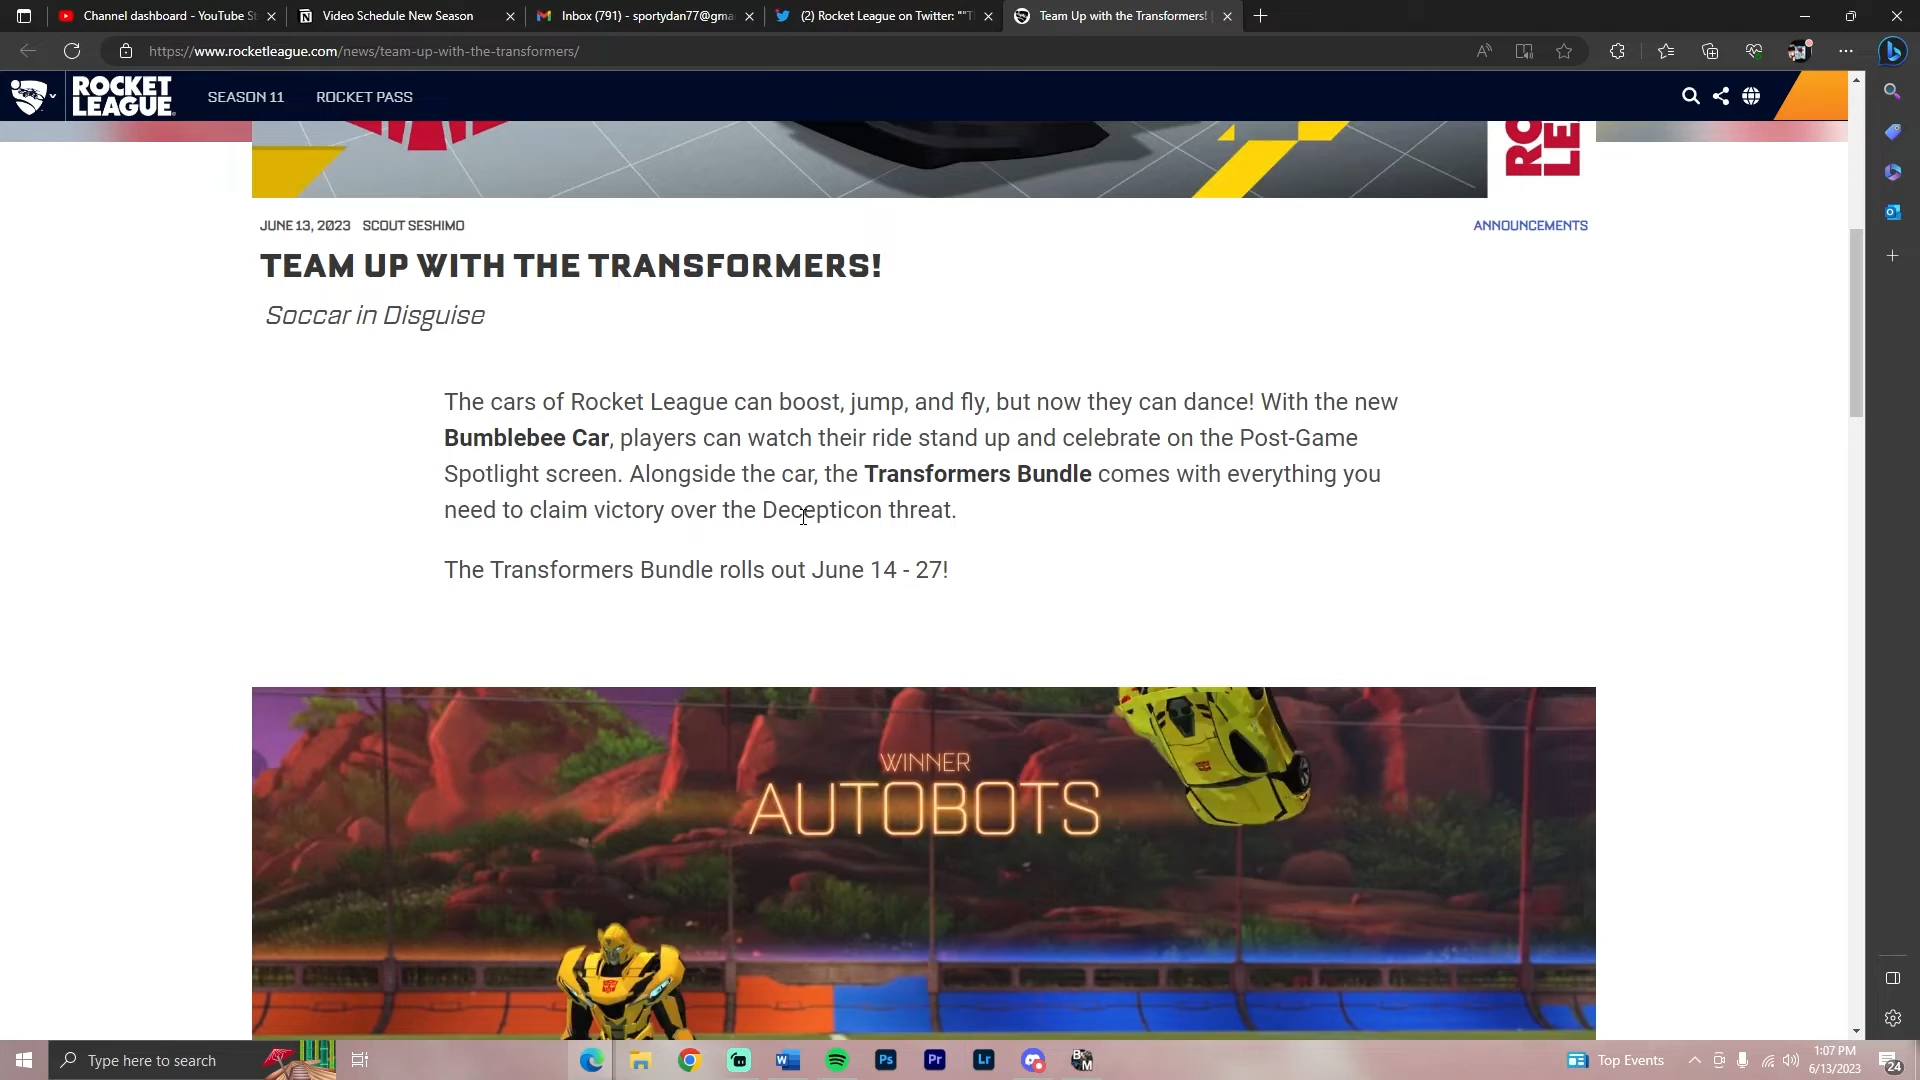 Channel dashboard - YouTube St
Video Schedule New Season
Inbox (791) - sportydan77@gma
(2) Rocket League on Twitter: ""Ti
Team Up with the Transformers! |
https://www.rocketleague.com/news/team-up-with-the-transformers/
ROCKET
LEAGUE
SEASON 11
ROCKET PASS
RO
LE
JUNE 13, 2023
SCOUT SESHIMO
ANNOUNCEMENTS
TEAM UP WITH THE TRANSFORMERS!
Soccar in Disguise
The cars of Rocket League can boost, jump, and fly, but now they can dance! With the new
Bumblebee Car, players can watch their ride stand up and celebrate on the Post-Game
Spotlight screen. Alongside the car, the Transformers Bundle comes with everything you
need to claim victory over the Decepticon threat.
The Transformers Bundle rolls out June 14 - 27!
WINNER
AUTOBOTS
Type here to search
Ps
Pr
Lr
Top Events
1:07 PM
6/13/2023
24